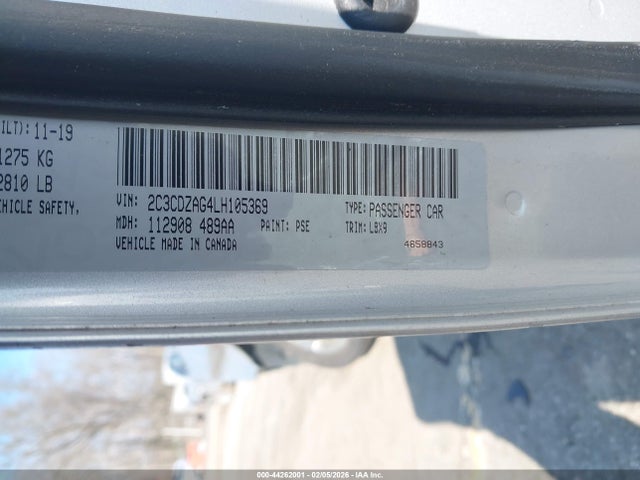 ILT): 11-19
1275 KG
2810 LB
EHICLE SAFETY,
VIN: 2C3CDZAG4LH105369 TYPE: PASSENGER CAR
MDH: 112908 489AA PAINT: PSE TRIM: LBX9
VEHICLE MADE IN CANADA 4658843
000-44262001 - 02/05/2026 - IAA Inc.